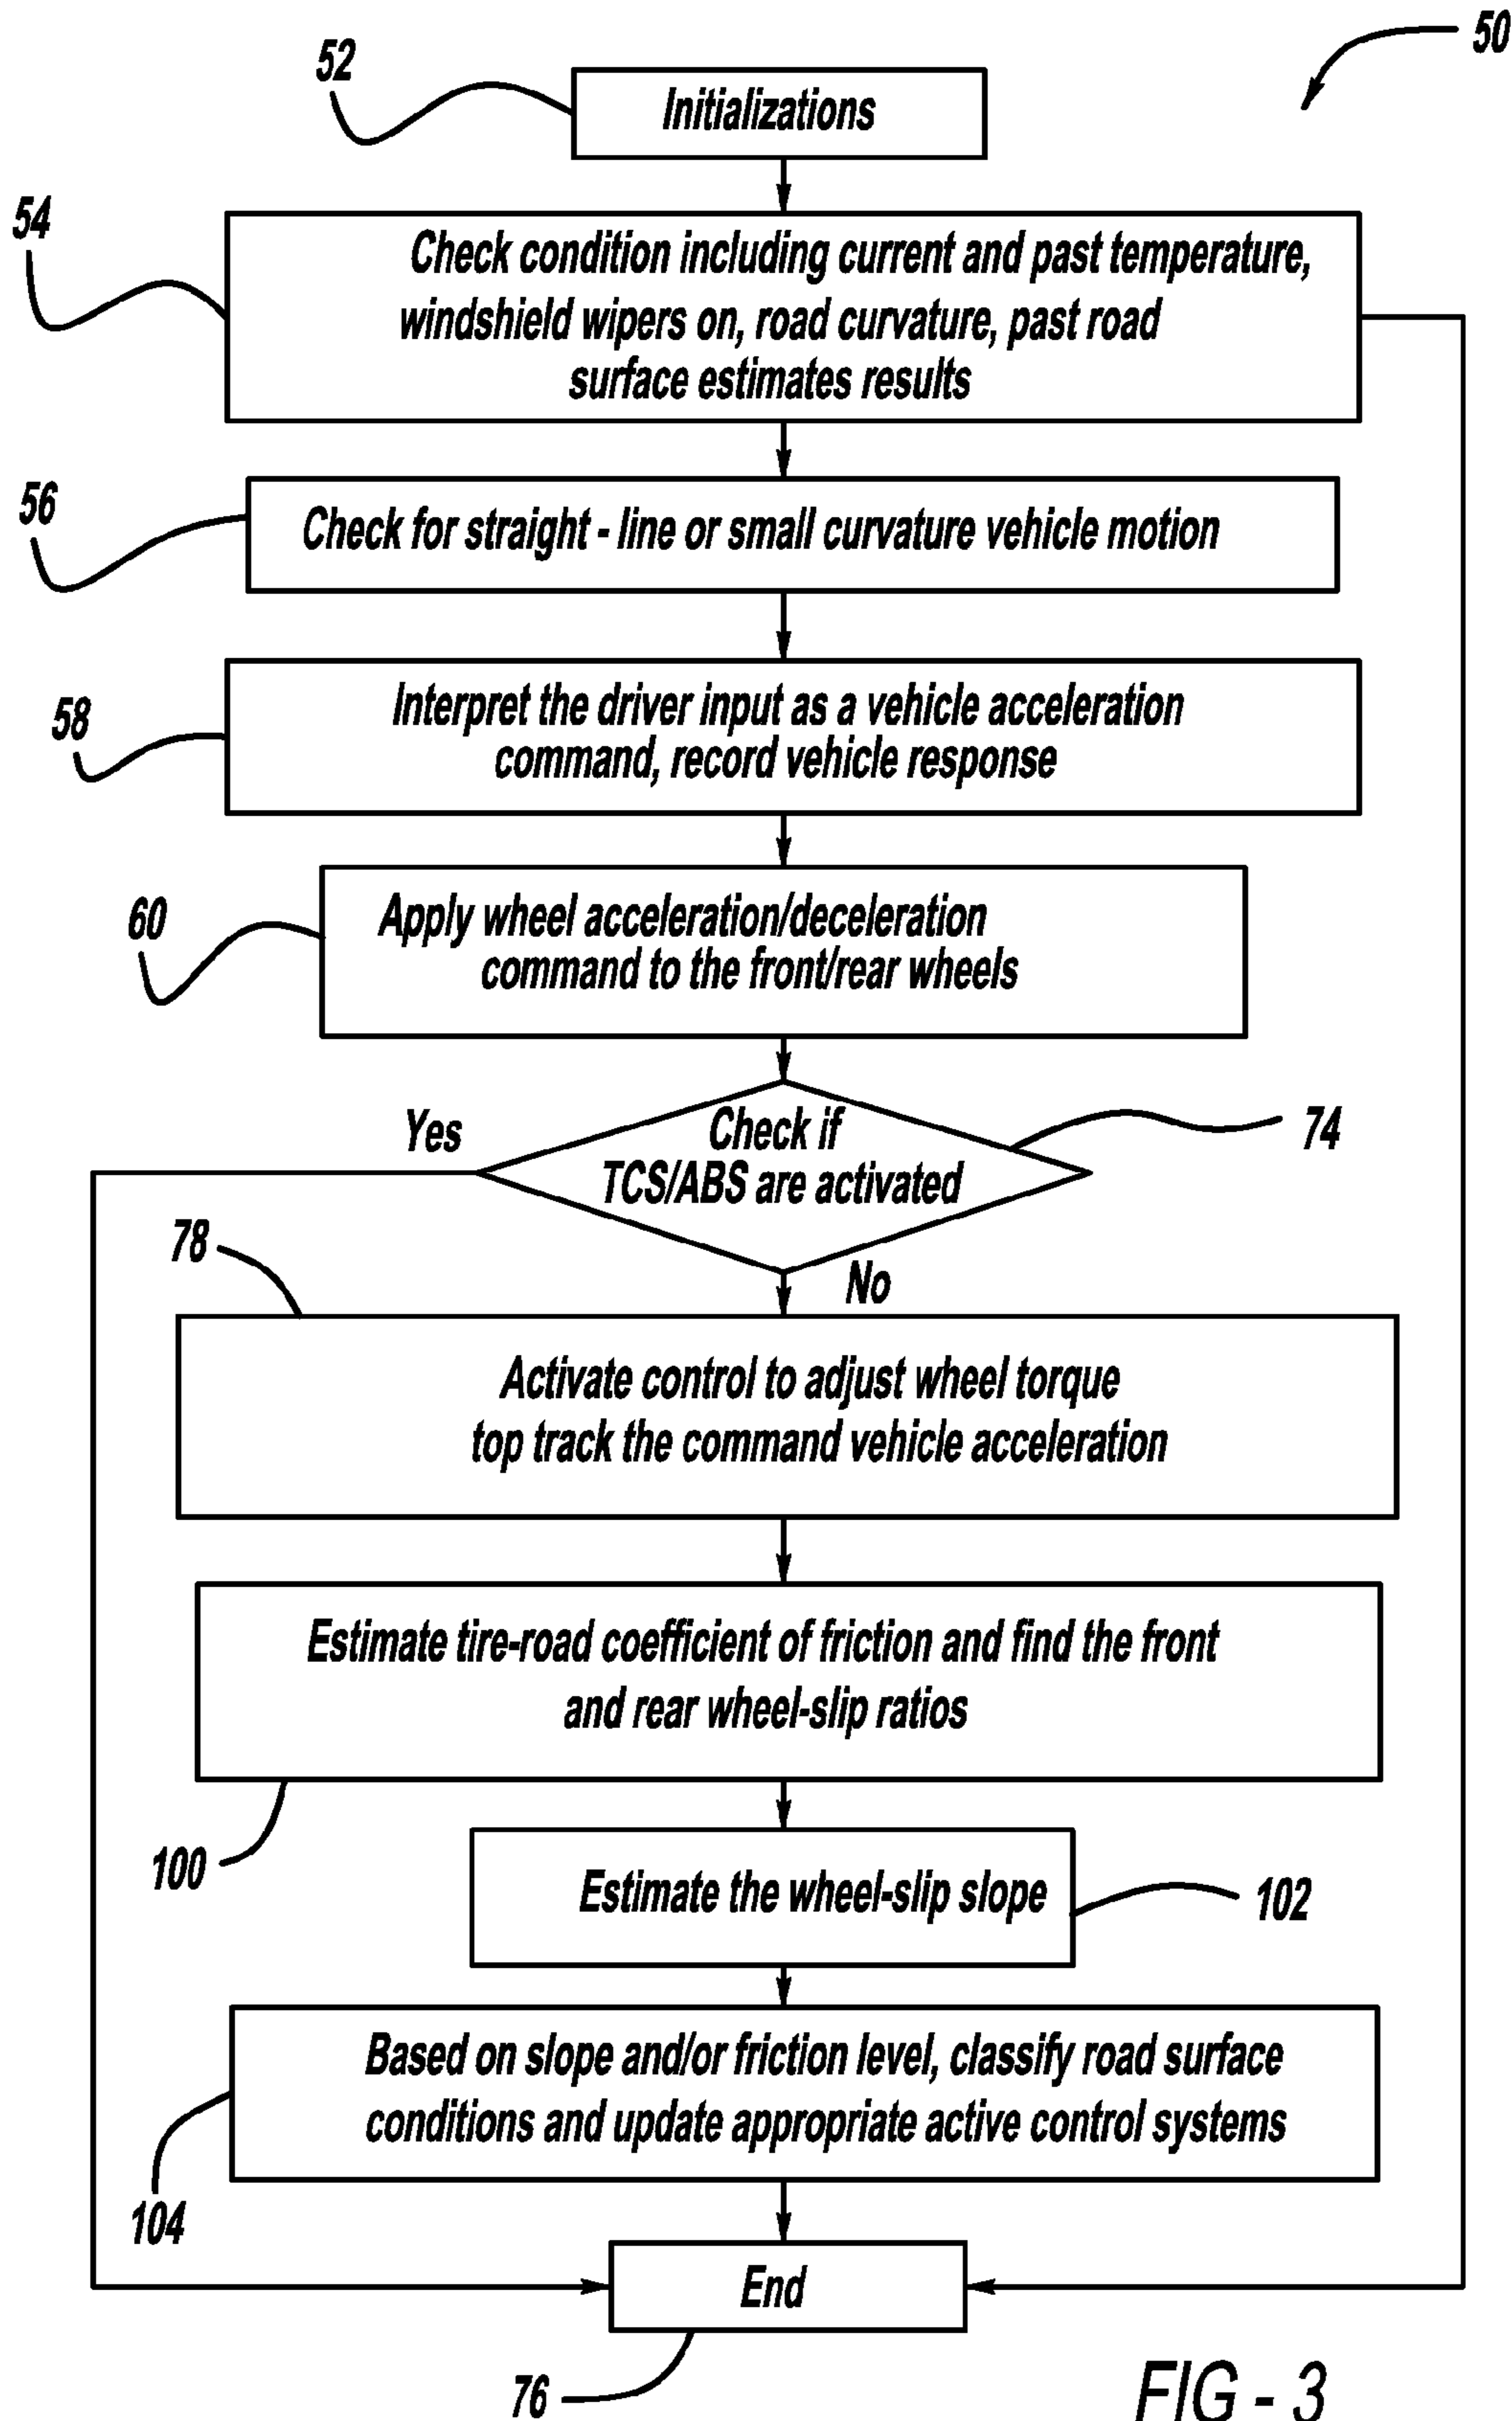 50
52
Initializations
54
Check condition including current and past temperature,
windshield wipers on, road curvature, past road
surface estimates results
56
Check for straight - line or small curvature vehicle motion
58
Interpret the driver input as a vehicle acceleration
command, record vehicle response
60
Apply wheel acceleration/deceleration
command to the front/rear wheels
Yes
Check if
TCS/ABS are activated
74
78
No
Activate control to adjust wheel torque
top track the command vehicle acceleration
Estimate tire-road coefficient of friction and find the front
and rear wheel-slip ratios
100
Estimate the wheel-slip slope
102
Based on slope and/or friction level, classify road surface
conditions and update appropriate active control systems
104
End
76
FIG - 3